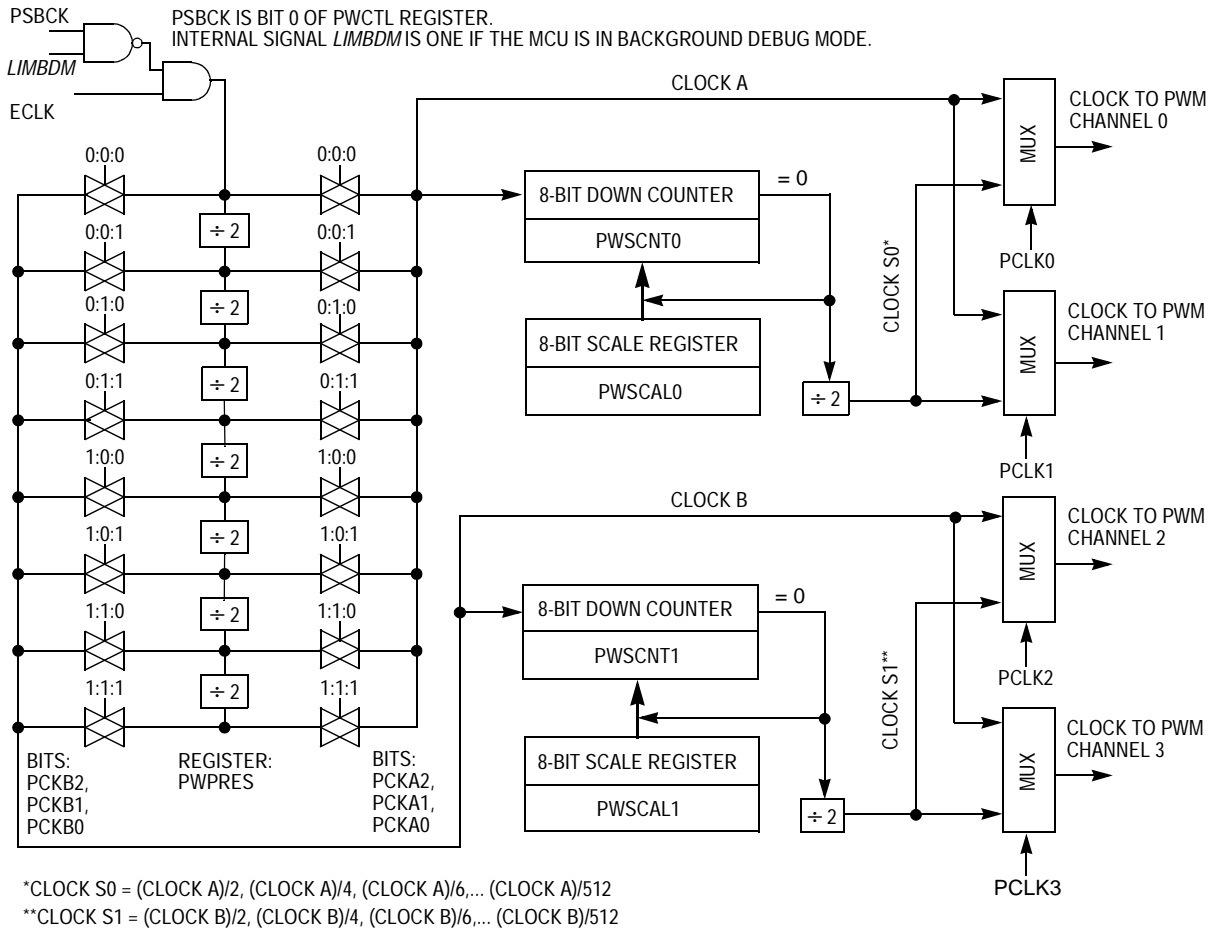 PSBCK
PSBCK IS BIT 0 OF PWCTL REGISTER.
INTERNAL SIGNAL LIMBDM IS ONE IF THE MCU IS IN BACKGROUND DEBUG MODE.
LIMBDM
ECLK
CLOCK A
CLOCK TO PWM
CHANNEL 0
MUX
PCLK0
0:0:0
0:0:0
÷ 2
0:0:1
0:0:1
÷ 2
0:1:0
0:1:0
÷ 2
0:1:1
0:1:1
÷ 2
1:0:0
1:0:0
÷ 2
1:0:1
1:0:1
÷ 2
1:1:0
1:1:0
÷ 2
1:1:1
1:1:1
BITS:
PCKB2,
PCKB1,
PCKB0
REGISTER:
PWPRES
BITS:
PCKA2,
PCKA1,
PCKA0
8-BIT DOWN COUNTER
= 0
PWSCNT0
8-BIT SCALE REGISTER
PWSCAL0
÷ 2
CLOCK S0*
CLOCK TO PWM
CHANNEL 1
MUX
PCLK1
CLOCK B
CLOCK TO PWM
CHANNEL 2
MUX
PCLK2
8-BIT DOWN COUNTER
= 0
PWSCNT1
8-BIT SCALE REGISTER
PWSCAL1
÷ 2
CLOCK S1**
CLOCK TO PWM
CHANNEL 3
MUX
PCLK3
*CLOCK S0 = (CLOCK A)/2, (CLOCK A)/4, (CLOCK A)/6,... (CLOCK A)/512
**CLOCK S1 = (CLOCK B)/2, (CLOCK B)/4, (CLOCK B)/6,... (CLOCK B)/512